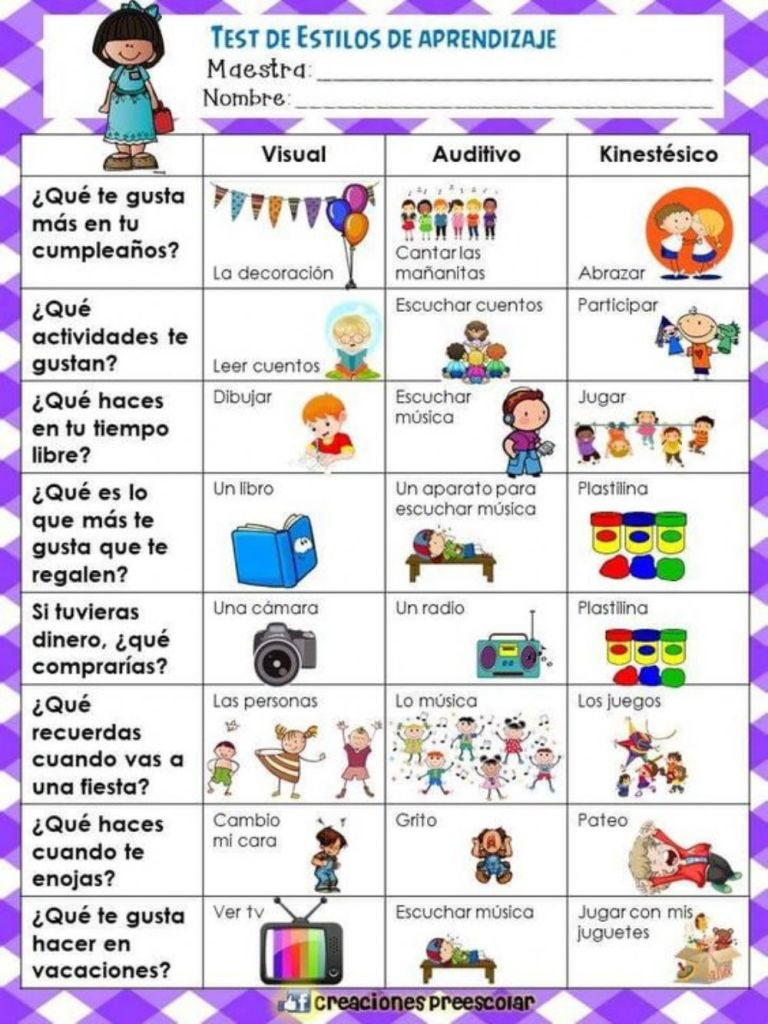 TEST DE ESTILOS DE APRENDIZAJE
Maestra:
Nombre:
Visual
Auditivo
Kinestésico
¿Qué te gusta
más en tu
cumpleaños?
La decoración
Cantar las
mañanitas
Abrazar
¿Qué
actividades te
gustan?
Leer cuentos
Escuchar cuentos
Participar
¿Qué haces
en tu tiempo
libre?
Dibujar
Escuchar
música
Jugar
¿Qué es lo
que más te
gusta que te
regalen?
Un libro
Un aparato para
escuchar música
Plastilina
Si tuvieras
dinero, ¿qué
comprarías?
Una cámara
Un radio
Plastilina
¿Qué
recuerdas
cuando vas a
una fiesta?
Las personas
Lo música
Los juegos
¿Qué haces
cuando te
enojas?
Cambio
mi cara
Grito
Pateo
¿Qué te gusta
hacer en
vacaciones?
Ver tv
Escuchar música
Jugar con mis
juguetes
f creaciones preescolar